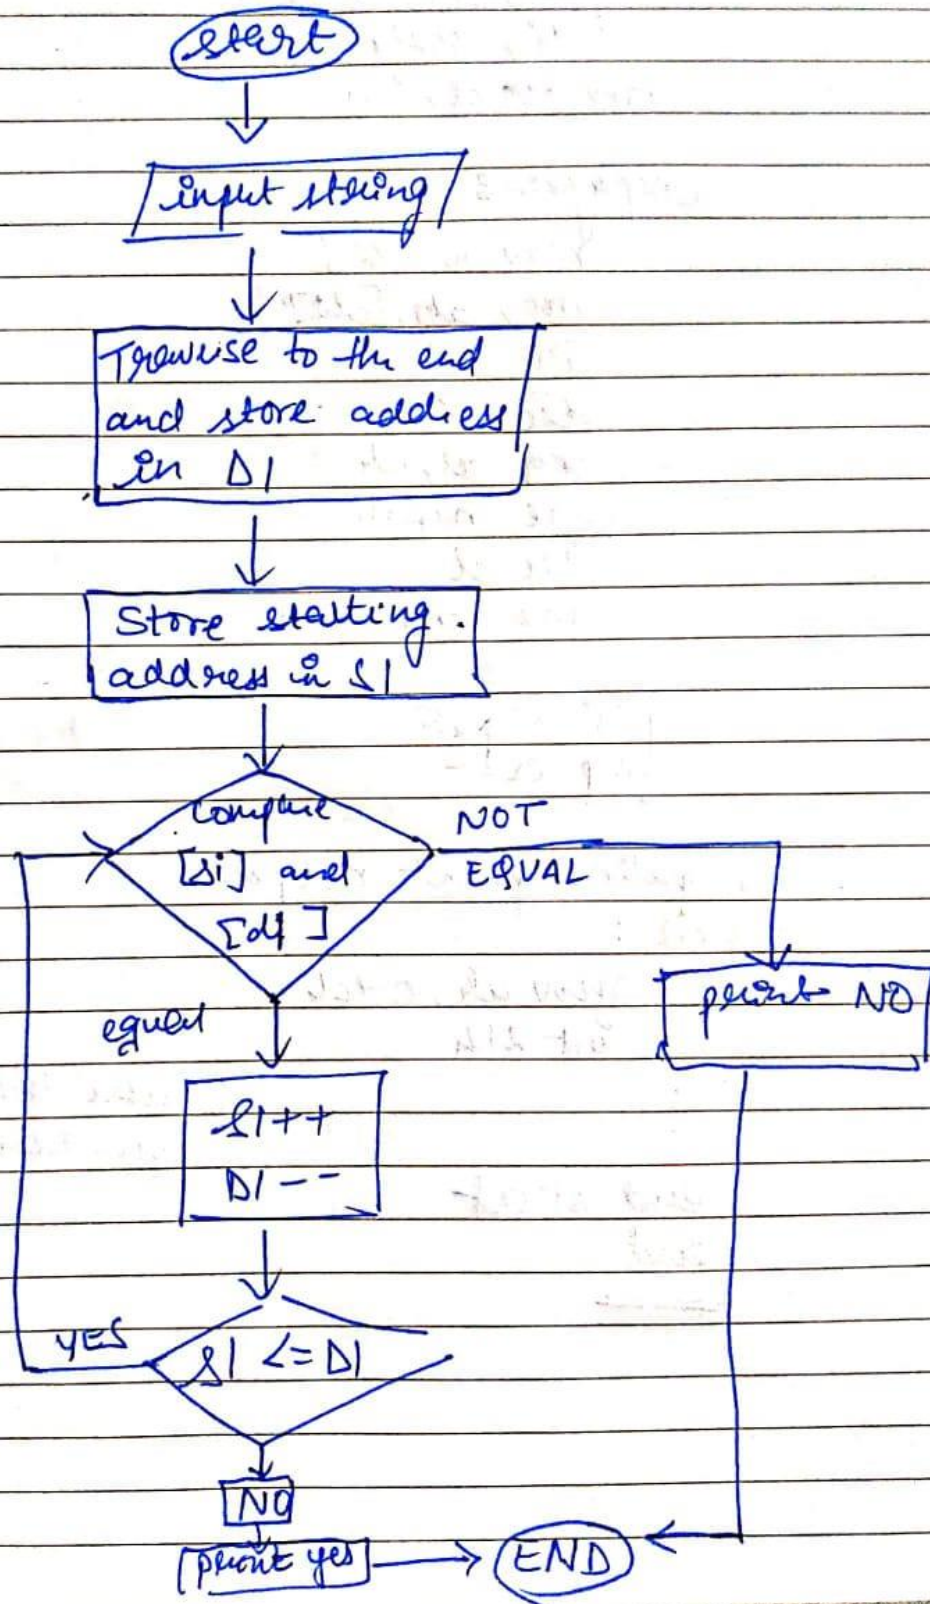 start
input string
Traverse to the end
and store address
in DI
Store starting
address in SI
Compare
[si] and
[di]
NOT
EQUAL
print NO
equal
SI++
DI--
YES
SI <= DI
NO
print yes
END